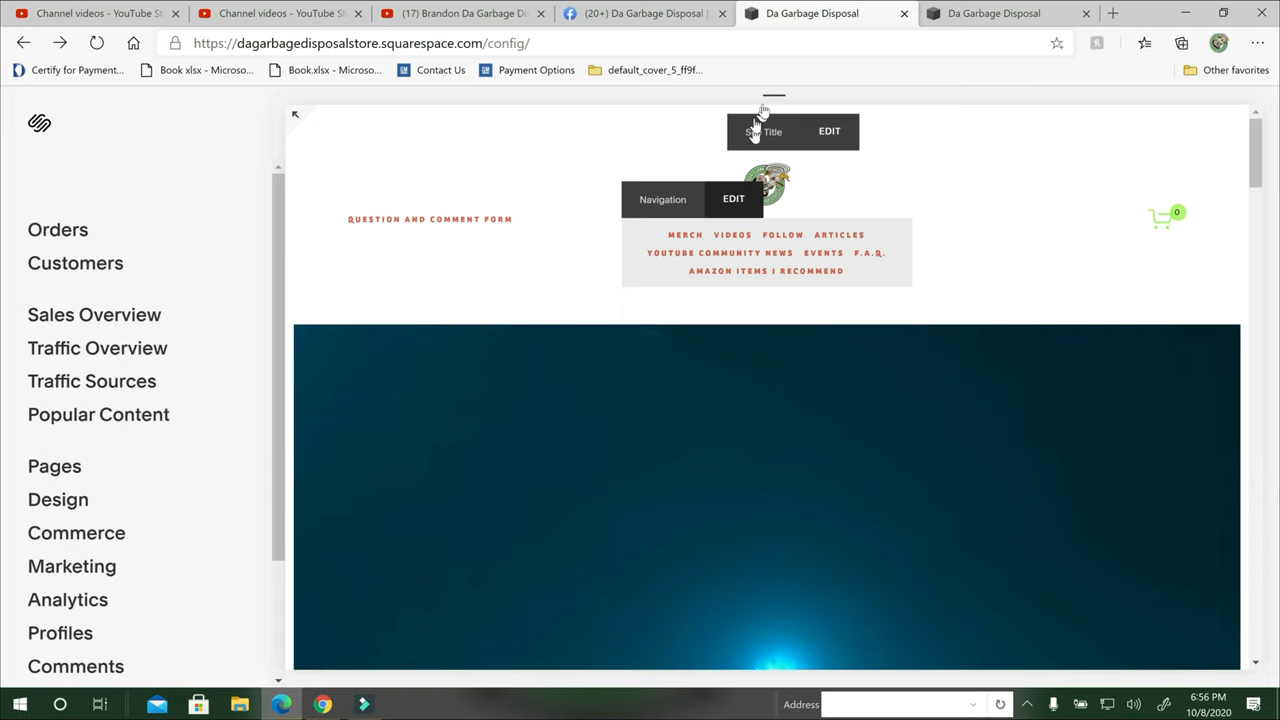 Channel videos - YouTube St
Channel videos - YouTube St
(17) Brandon Da Garbage Di
(20+) Da Garbage Disposal |
Da Garbage Disposal
Da Garbage Disposal
https://dagarbagedisposalstore.squarespace.com/config/
Certify for Payment...
Book xlsx - Microso...
Book.xlsx - Microso...
Contact Us
Payment Options
default_cover_5_ff9f...
Other favorites
Title
EDIT
Navigation
EDIT
QUESTION AND COMMENT FORM
0
MERCH VIDEOS FOLLOW ARTICLES
YOUTUBE COMMUNITY NEWS EVENTS F.A.Q.
AMAZON ITEMS I RECOMMEND
Orders
Customers
Sales Overview
Traffic Overview
Traffic Sources
Popular Content
Pages
Design
Commerce
Marketing
Analytics
Profiles
Comments
Address
6:56 PM
10/8/2020